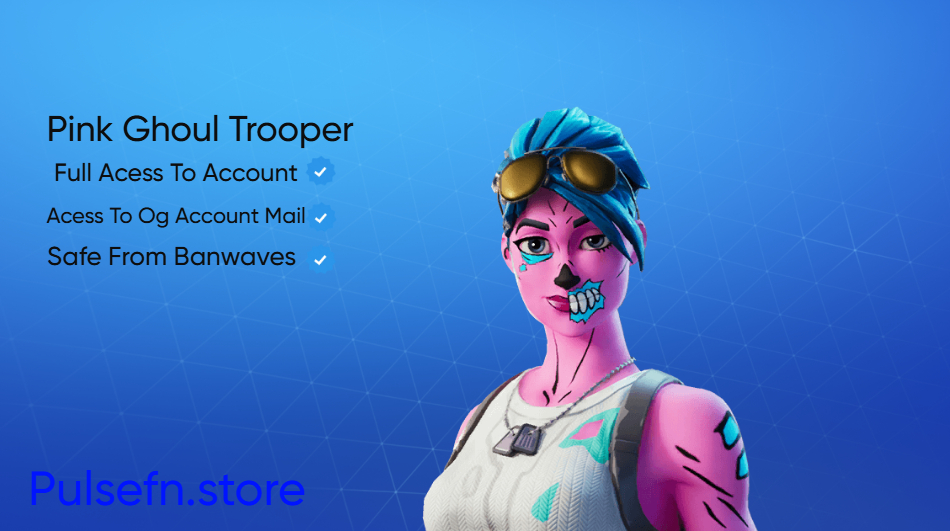 Pink Ghoul Trooper
Full Acess To Account
Acess To Og Account Mail
Safe From Banwaves
Pulsefn.store